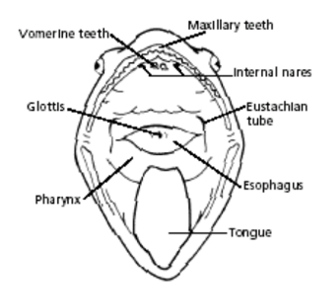 Maxillary teeth
Vomerine teeth
Internal nares
Glottis
Eustachian
tube
Esophagus
Pharynx
Tongue